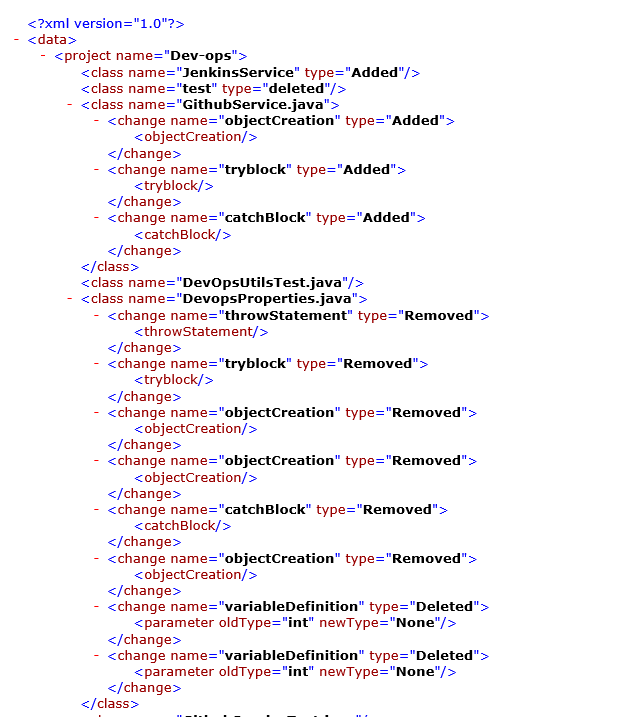 <?xml version="1.0"?>
- <data>
- <project name="Dev-ops">
<class name="JenkinsService" type="Added"/>
<class name="test" type="deleted"/>
- <class name="GithubService.java">
- <change name="objectCreation" type="Added">
<objectCreation/>
</change>
- <change name="tryblock" type="Added">
<tryblock/>
</change>
- <change name="catchBlock" type="Added">
<catchBlock/>
</change>
</class>
<class name="DevOpsUtilsTest.java"/>
- <class name="DevopsProperties.java">
- <change name="throwStatement" type="Removed">
<throwStatement/>
</change>
- <change name="tryblock" type="Removed">
<tryblock/>
</change>
- <change name="objectCreation" type="Removed">
<objectCreation/>
</change>
- <change name="objectCreation" type="Removed">
<objectCreation/>
</change>
- <change name="catchBlock" type="Removed">
<catchBlock/>
</change>
- <change name="objectCreation" type="Removed">
<objectCreation/>
</change>
- <change name="variableDefinition" type="Deleted">
<parameter oldType="int" newType="None"/>
</change>
- <change name="variableDefinition" type="Deleted">
<parameter oldType="int" newType="None"/>
</change>
</class>